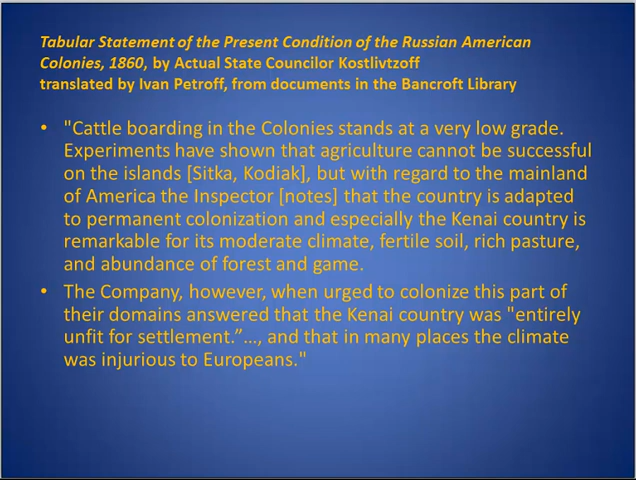 Tabular Statement of the Present Condition of the Russian American
Colonies, 1860, by Actual State Councilor Kostlivtzoff
translated by Ivan Petroff, from documents in the Bancroft Library
• "Cattle boarding in the Colonies stands at a very low grade.
Experiments have shown that agriculture cannot be successful
on the islands [Sitka, Kodiak], but with regard to the mainland
of America the Inspector [notes] that the country is adapted
to permanent colonization and especially the Kenai country is
remarkable for its moderate climate, fertile soil, rich pasture,
and abundance of forest and game.
• The Company, however, when urged to colonize this part of
their domains answered that the Kenai country was "entirely
unfit for settlement.”…, and that in many places the climate
was injurious to Europeans."